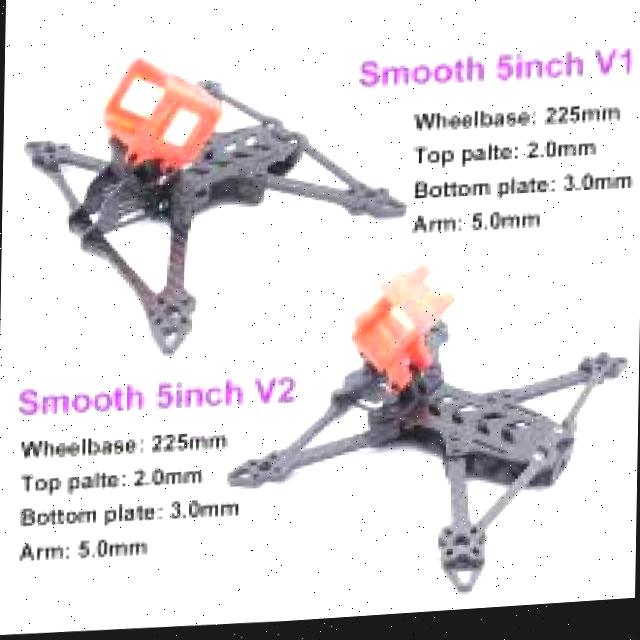 Smooth 5inch V1
Wheelbase: 225mm
Top palte: 2.0mm
Bottom plate: 3.0mm
Arm: 5.0mm
Smooth 5inch V2
Wheelbase: 225mm
Top palte: 2.0mm
Bottom plate: 3.0mm
Arm: 5.0mm